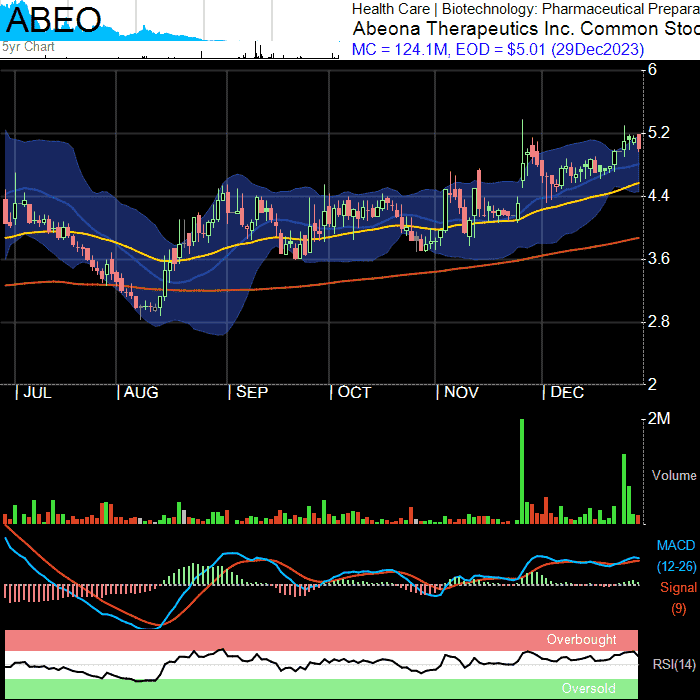 ABEO
5yr Chart
Health Care | Biotechnology: Pharmaceutical Prepara
Abeona Therapeutics Inc. Common Stoc
MC = 124.1M, EOD = $5.01 (29Dec2023)
6
5.2
4.4
3.6
2.8
2
| JUL | AUG | SEP | OCT | NOV | DEC
2M
Volume
MACD
(12-26)
Signal
(9)
Overbought
RSI(14)
Oversold